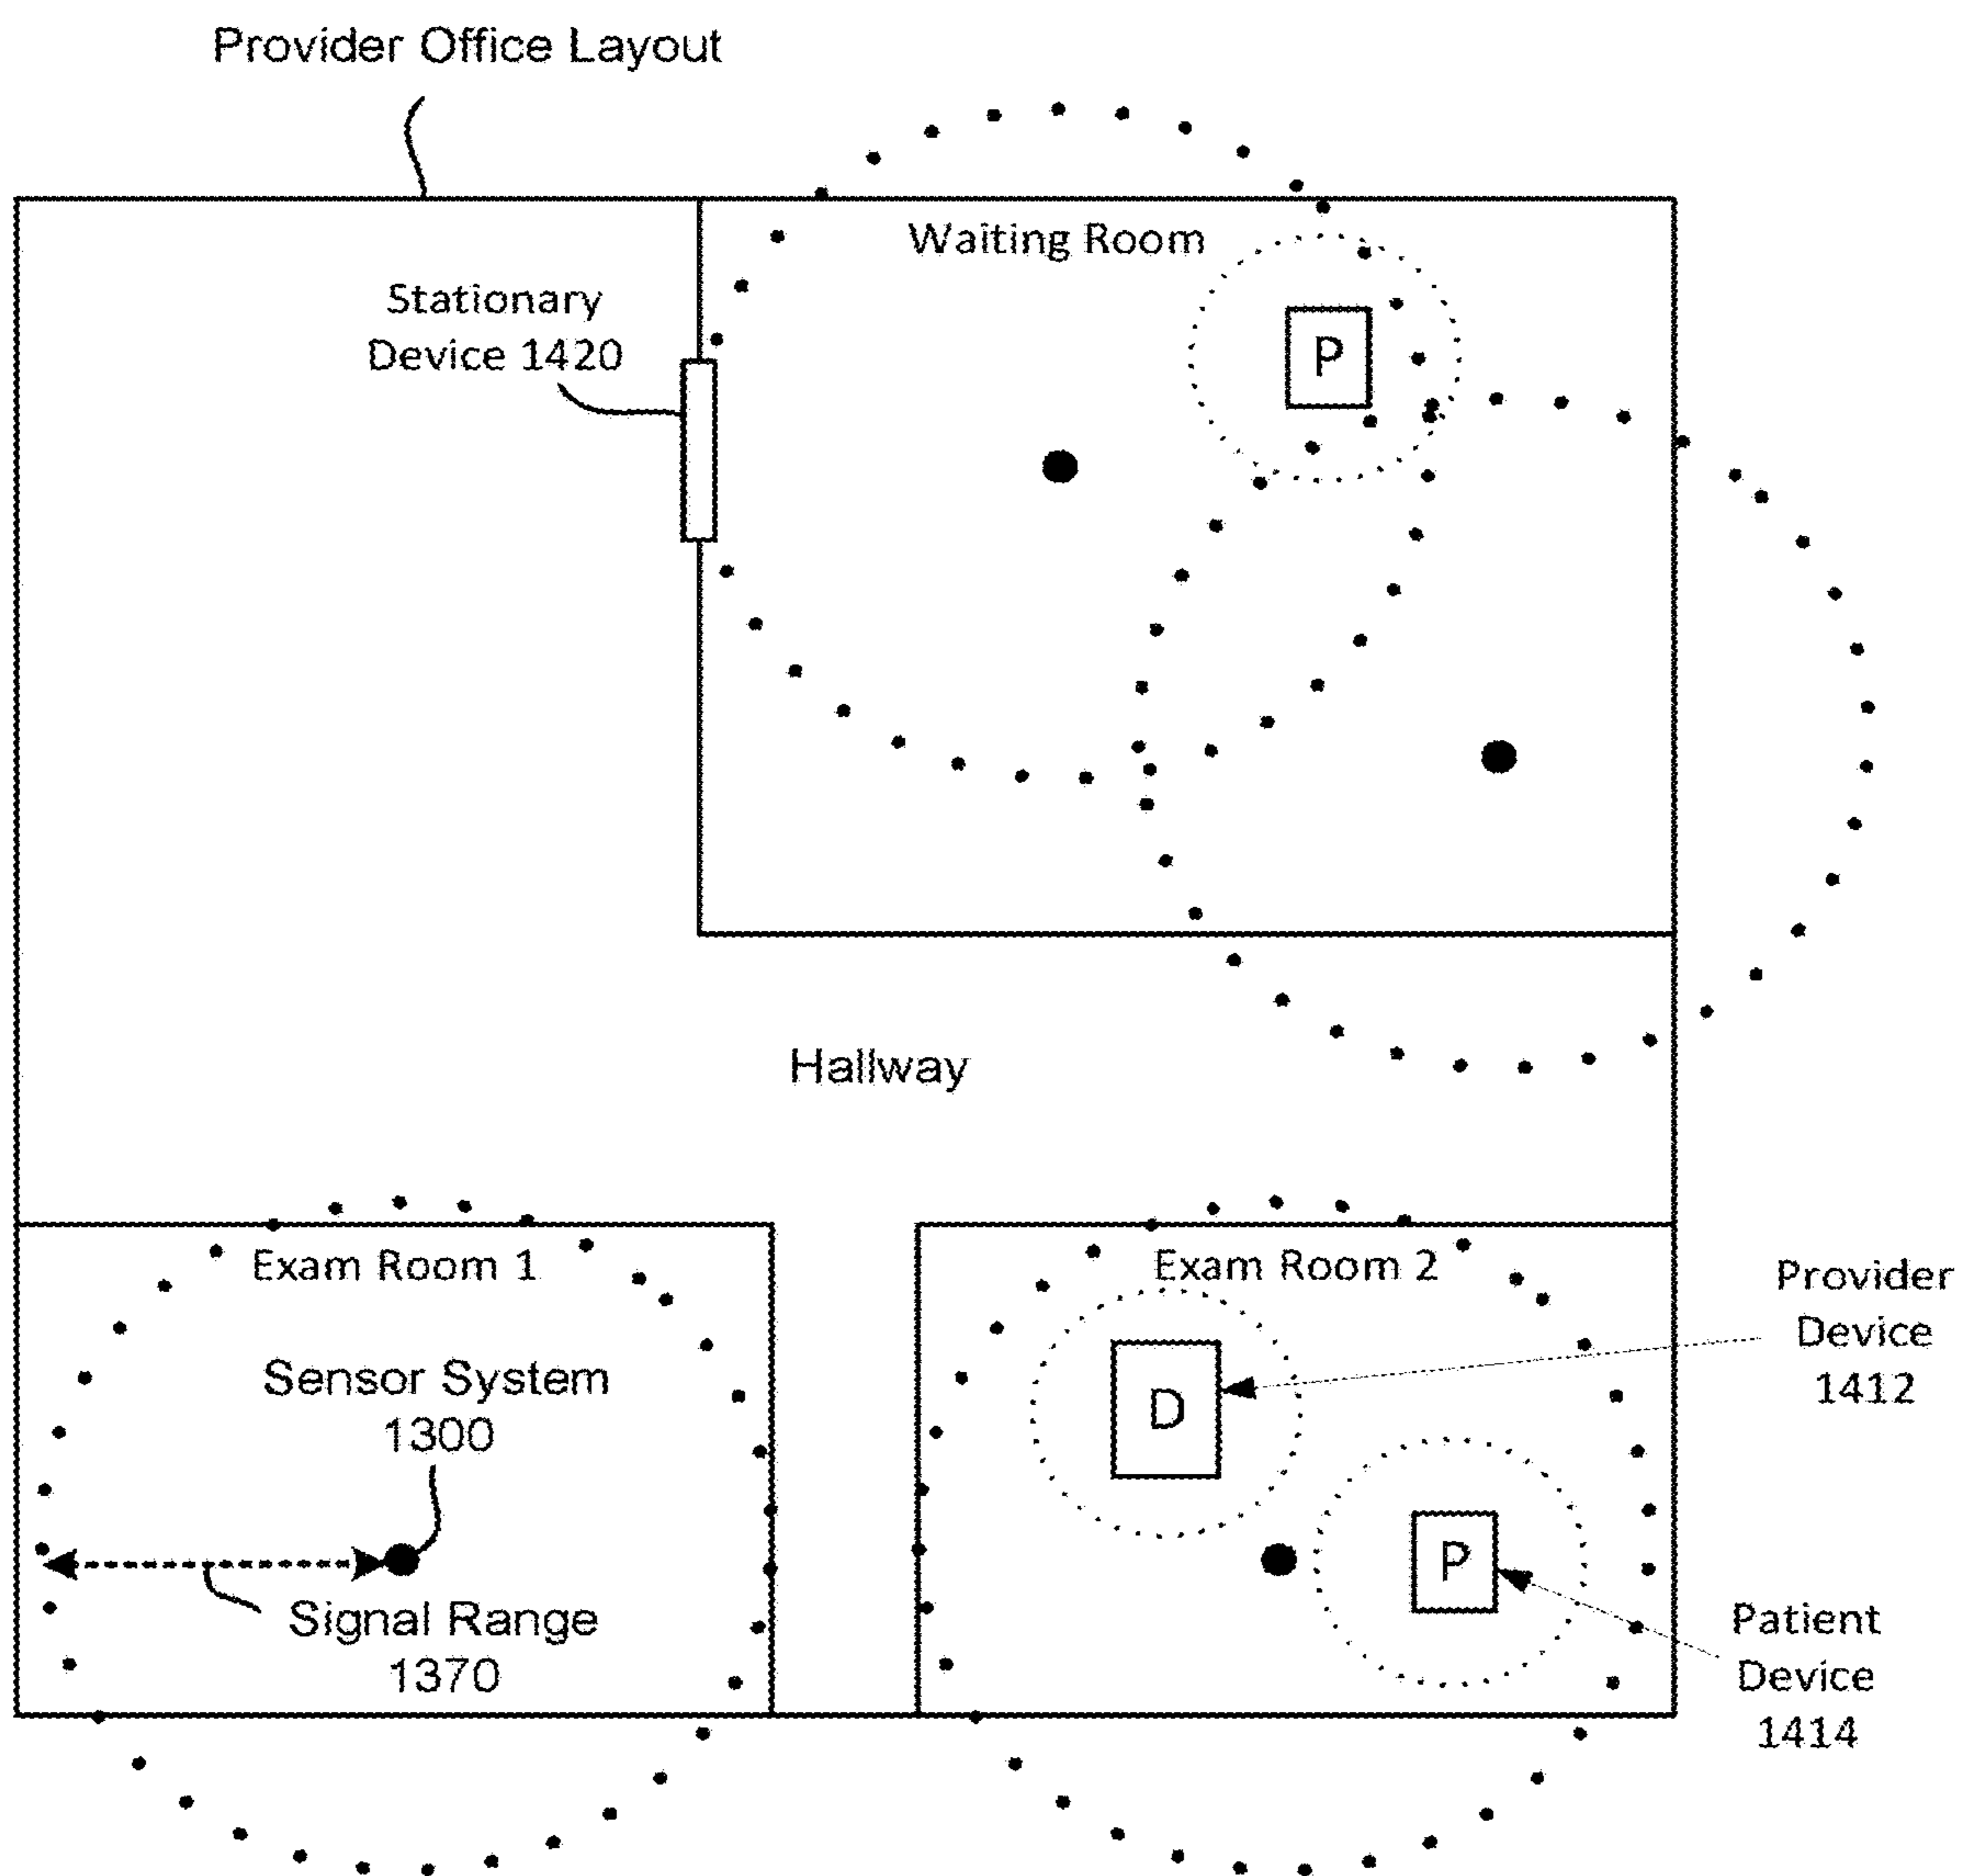 Provider Office Layout
Waiting Room
Stationary
Device 1420
P
Hallway
Exam Room 1
Exam Room 2
Provider
Device
1412
Sensor System
1300
D
P
Signal Range
1370
Patient
Device
1414